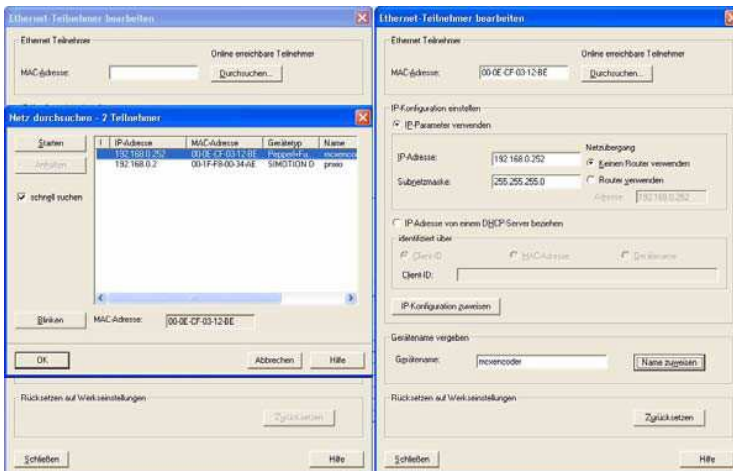 Ethernet-Teilnehmer bearbeiten
Ethernet Teilnehmer
Online erreichbare Teilnehmer
MAC-Adresse:
Durchsuchen...
Netz durchsuchen - 2 Teilnehmer
Starten
Anhalten
schnell suchen
I IP-Adresse MAC-Adresse Gerätetyp Name
192.168.0.252 00-0E-CF-03-12-BE Pepperl+Fu... mcxencoder
192.168.0.2 00-1F-F8-00-34-AE SIMOTION D pnxio
Blinken
MAC-Adresse: 00-0E-CF-03-12-BE
OK
Abbrechen
Hilfe
Rücksetzen auf Werkseinstellungen
Zurücksetzen
Schließen
Hilfe
Ethernet-Teilnehmer bearbeiten
Ethernet Teilnehmer
Online erreichbare Teilnehmer
MAC-Adresse: 00-0E-CF-03-12-BE
Durchsuchen...
IP-Konfiguration einstellen
IP-Parameter verwenden
Netzübergang
IP-Adresse: 192.168.0.252
Keinen Router verwenden
Subnetzmaske: 255.255.255.0
Router verwenden
Adresse: 192.168.0.252
IP-Adresse von einem DHCP-Server beziehen
identifiziert über
Client-ID
MAC-Adresse
Gerätename
Client-ID:
IP-Konfiguration zuweisen
Gerätename vergeben
Gerätename: mcxencoder
Name zuweisen
Rücksetzen auf Werkseinstellungen
Zurücksetzen
Schließen
Hilfe